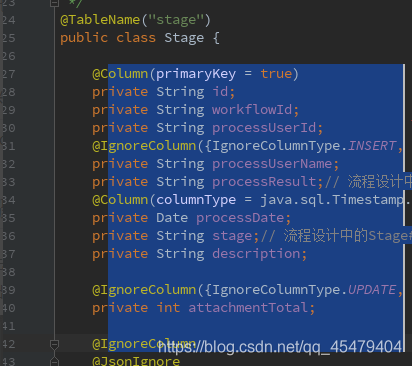 23 */
24 @TableName("stage")
25 public class Stage {
26
27 @Column(primaryKey = true)
28 private String id;
29 private String workflowId;
30 private String processUserId;
31 @IgnoreColumn({IgnoreColumnType.INSERT,
32 private String processUserName;
33 private String processResult;// 流程设计中
34 @Column(columnType = java.sql.Timestamp.
35 private Date processDate;
36 private String stage;// 流程设计中的Stage
37 private String description;
38
39 @IgnoreColumn({IgnoreColumnType.UPDATE,
40 private int attachmentTotal;
41
42 @IgnoreColumn
https://blog.csdn.net/qq_45479404
43 @JsonIgnore